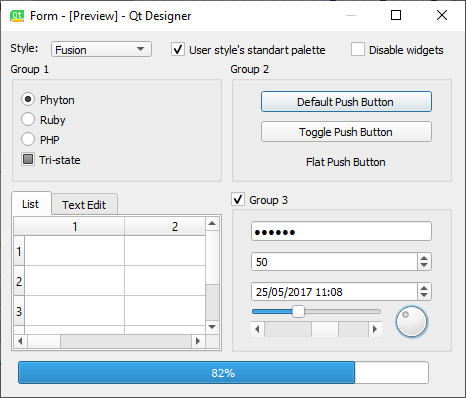 Form - [Preview] - Qt Designer
Style: Fusion User style's standart palette Disable widgets
Group 1
Phyton
Ruby
PHP
Tri-state
Group 2
Default Push Button
Toggle Push Button
Flat Push Button
List Text Edit
1 2
1
2
3
Group 3
●●●●●●
50
25/05/2017 11:08
82%